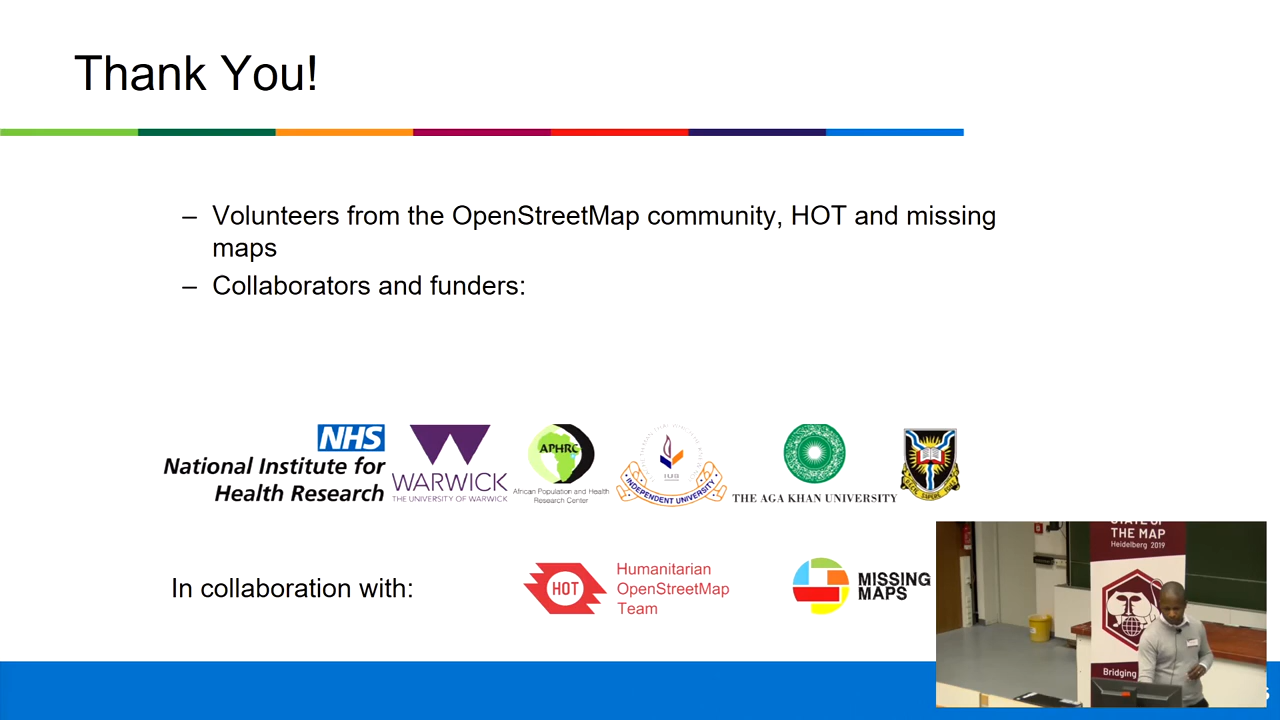 Thank You!
– Volunteers from the OpenStreetMap community, HOT and missing
maps
– Collaborators and funders:
NHS
National Institute for
Health Research
WARWICK
THE UNIVERSITY OF WARWICK
APHRC
African Population and Health
Research Center
IUB
INDEPENDENT UNIVERSITY
THE AGA KHAN UNIVERSITY
In collaboration with:
HOT
Humanitarian
OpenStreetMap
Team
MISSING
MAPS
STATE OF
THE MAP
Heidelberg 2019
Bridging